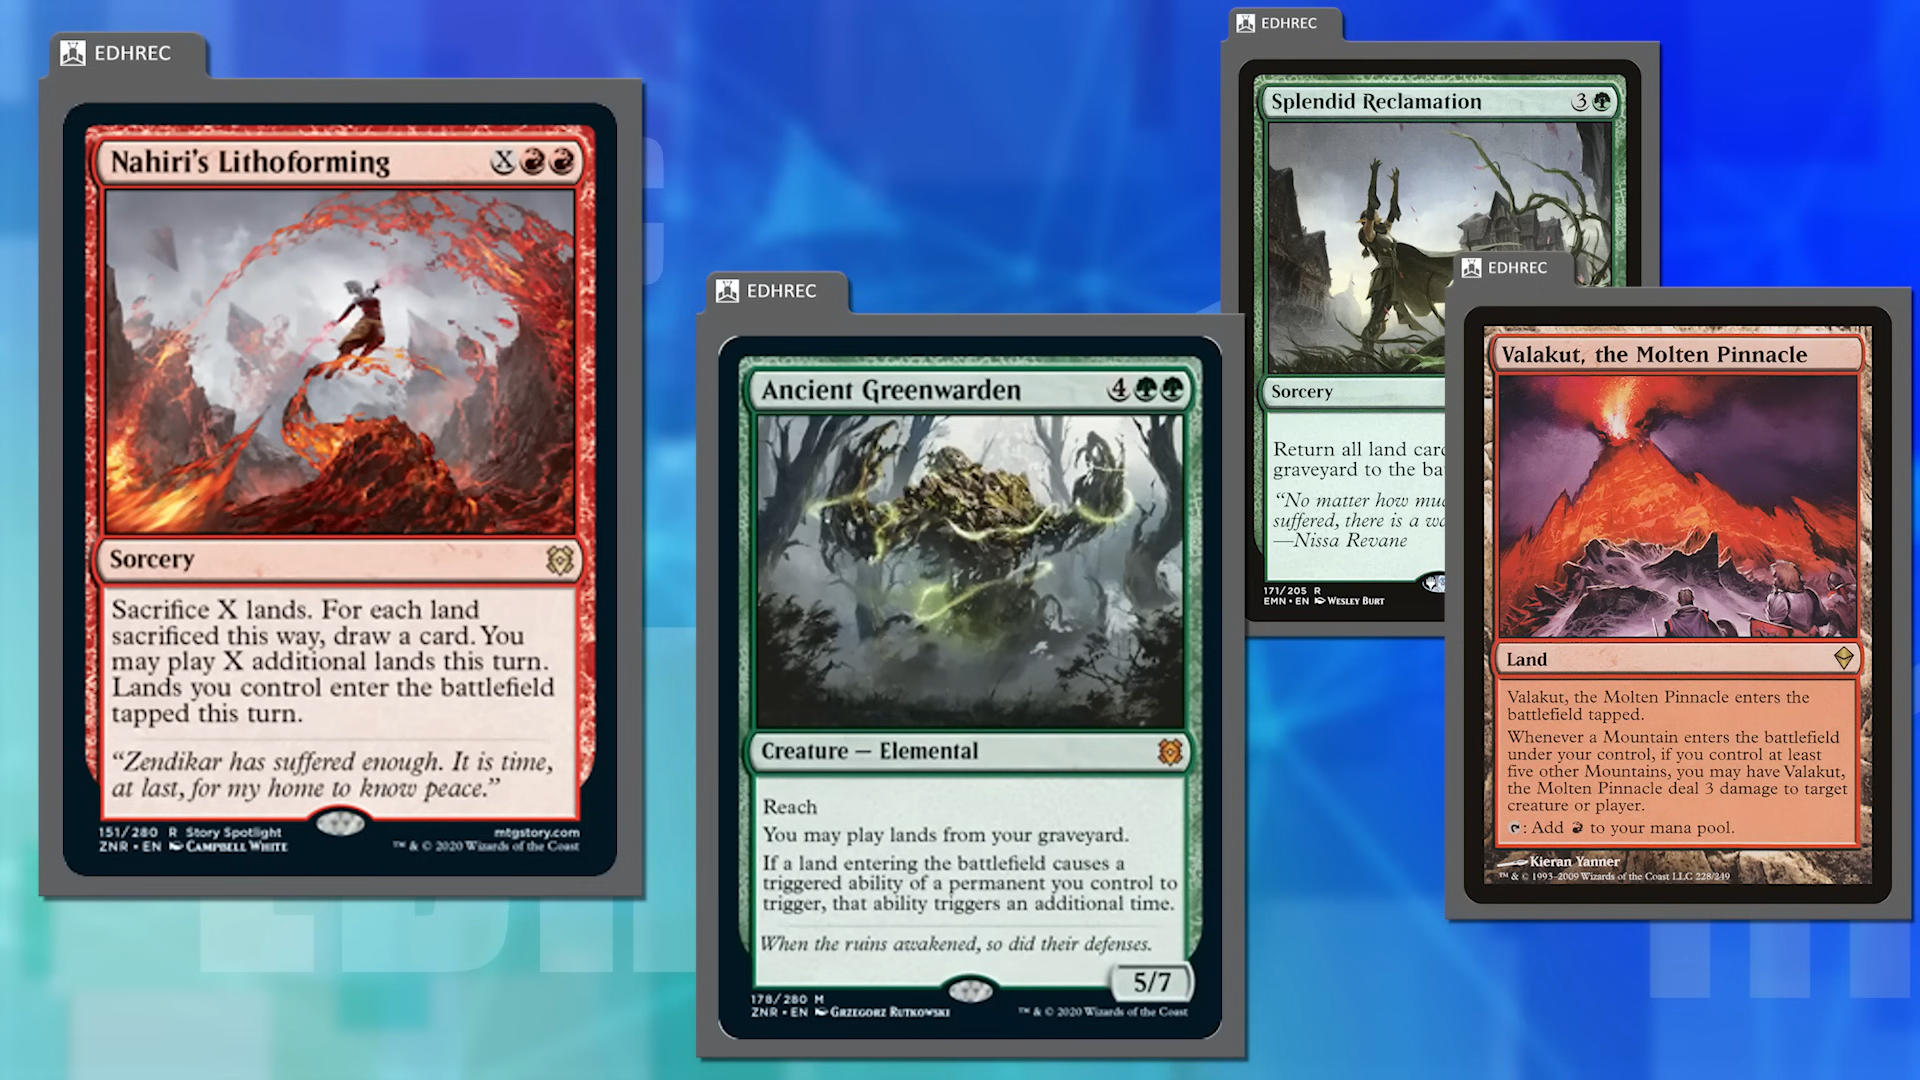 EDHREC
Nahiri's Lithoforming X
Sorcery
Sacrifice X lands. For each land
sacrificed this way, draw a card. You
may play X additional lands this turn.
Lands you control enter the battlefield
tapped this turn.
“Zendikar has suffered enough. It is time,
at last, for my home to know peace.”
151/280 R Story Spotlight mtgstory.com
ZNR • EN CAMPBELL WHITE ™ & © 2020 Wizards of the Coast
EDHREC
Ancient Greenwarden 4
Creature — Elemental
Reach
You may play lands from your graveyard.
If a land entering the battlefield causes a
triggered ability of a permanent you control to
trigger, that ability triggers an additional time.
When the ruins awakened, so did their defenses.
5/7
178/280 M
ZNR • EN GRZEGORZ RUTKOWSKI ™ & © 2020 Wizards of the Coast
EDHREC
Splendid Reclamation 3
Sorcery
Return all land
graveyard to the
“No matter how
suffered, there is a
—Nissa Revane
171/205 R
EMN • EN WESLEY BURT
EDHREC
Valakut, the Molten Pinnacle
Land
Valakut, the Molten Pinnacle enters the
battlefield tapped.
Whenever a Mountain enters the battlefield
under your control, if you control at least
five other Mountains, you may have Valakut,
the Molten Pinnacle deal 3 damage to target
creature or player.
: Add to your mana pool.
Kieran Yanner
™ & © 1993–2009 Wizards of the Coast LLC 228/249